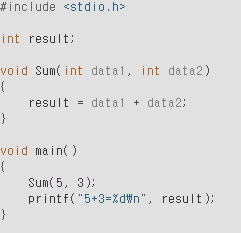 #include <stdio.h>
int result;
void Sum(int data1, int data2)
{
result = data1 + data2;
}
void main()
{
Sum(5, 3);
printf("5+3=%d₩n", result);
}